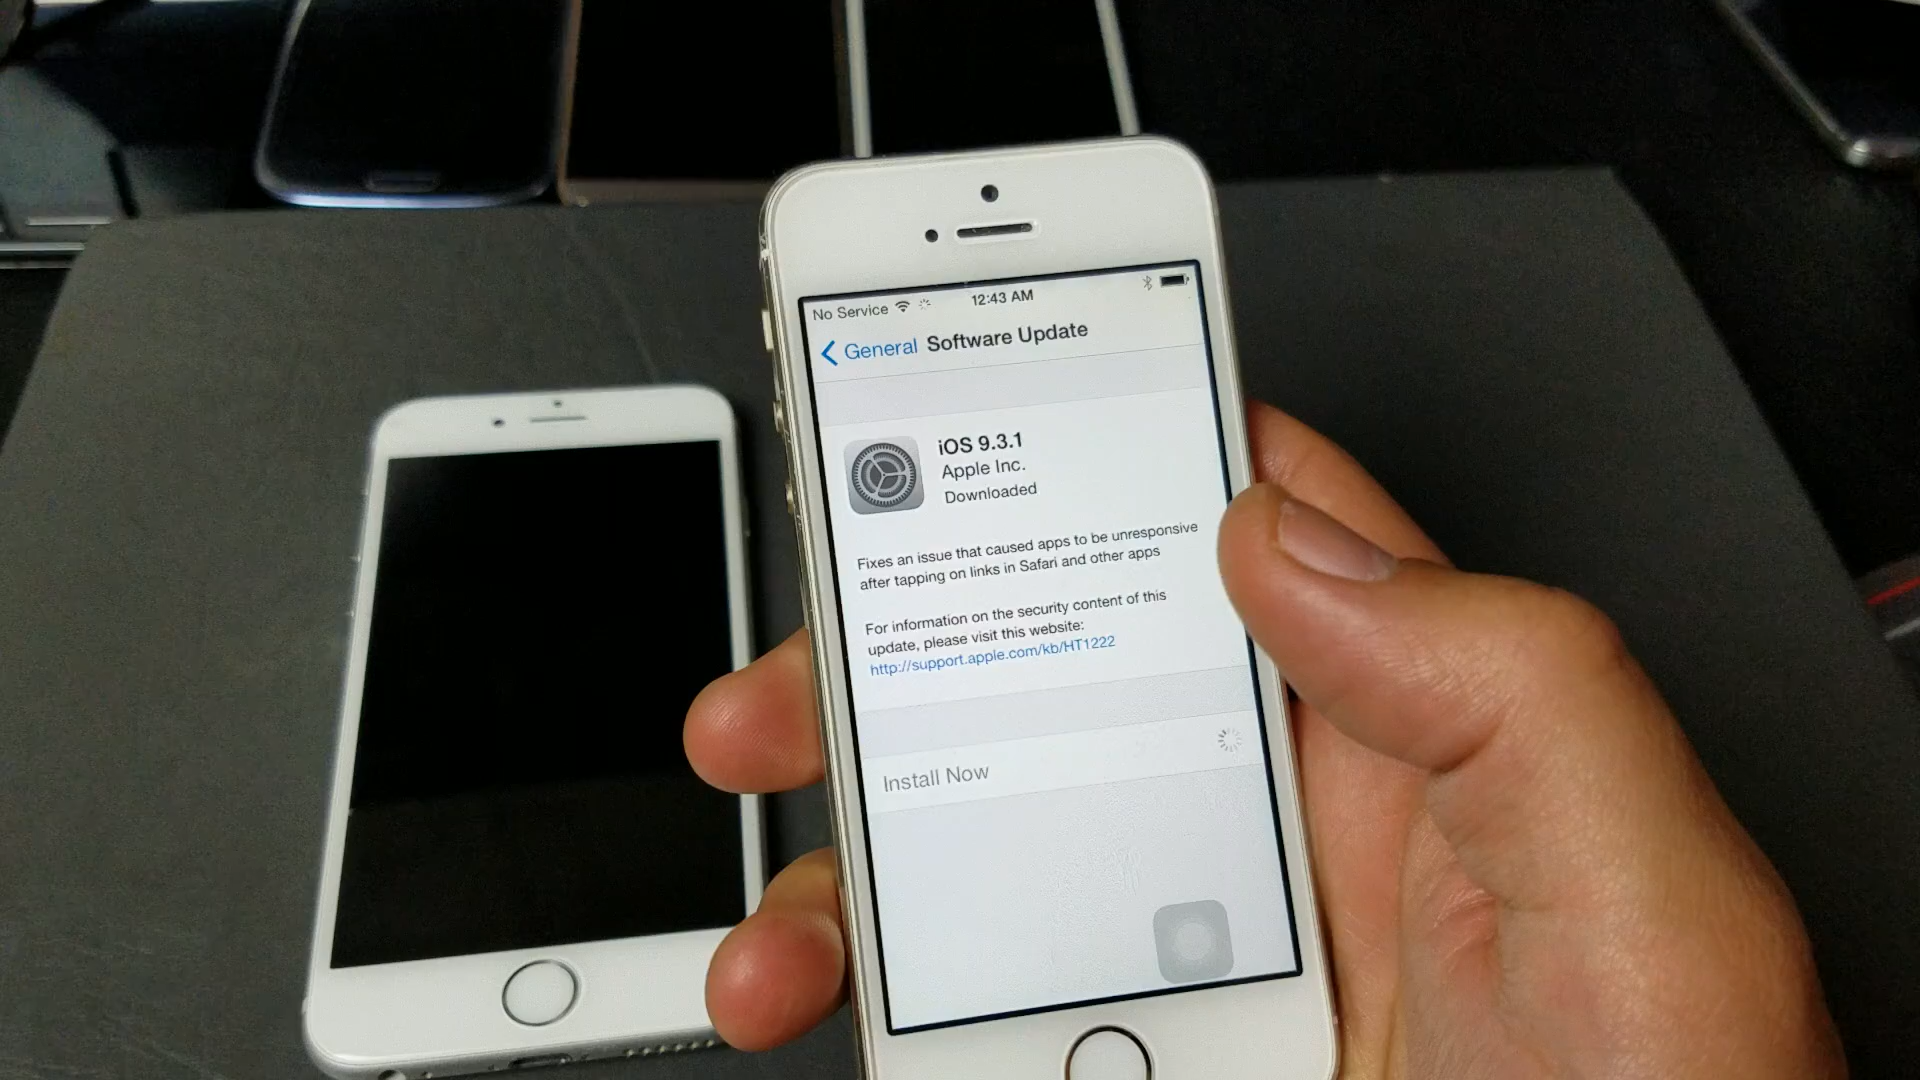 No Service 12:43 AM
General Software Update
iOS 9.3.1
Apple Inc.
Downloaded
Fixes an issue that caused apps to be unresponsive
after tapping on links in Safari and other apps
For information on the security content of this
update, please visit this website:
http://support.apple.com/kb/HT1222
Install Now